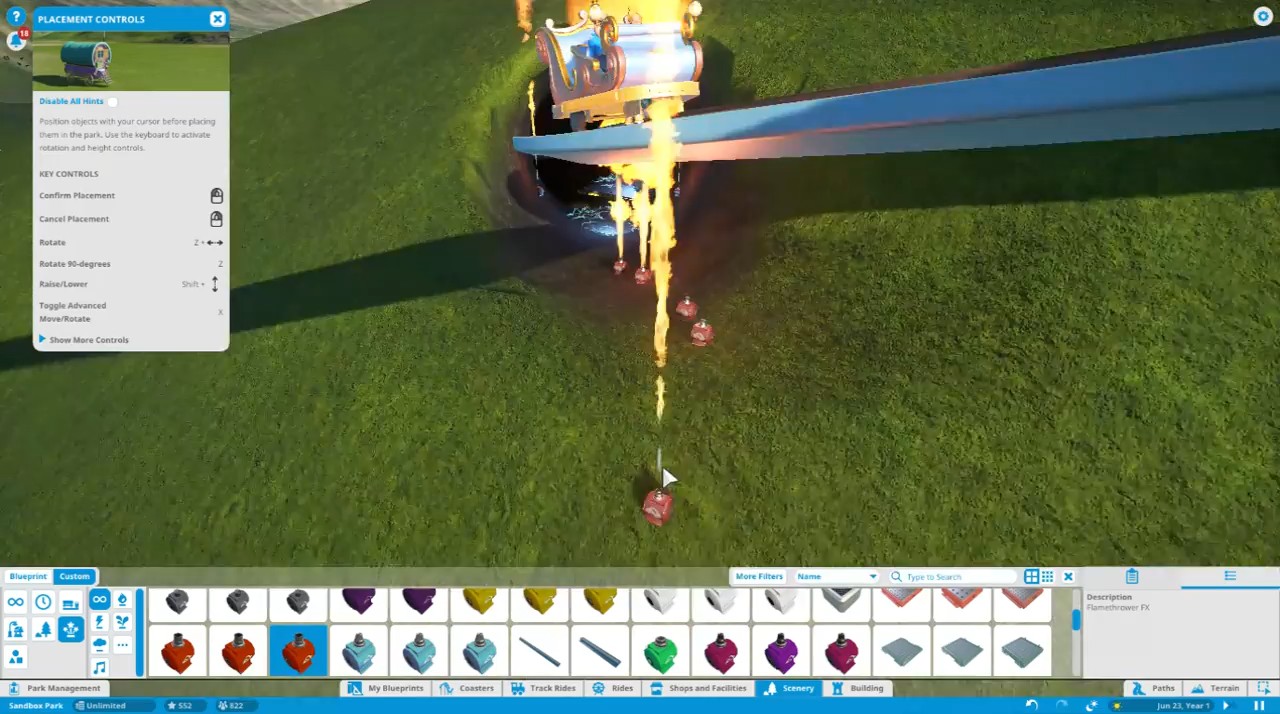 ?
PLACEMENT CONTROLS
18
Disable All Hints
Position objects with your cursor before placing
them in the park. Use the keyboard to activate
rotation and height controls.
KEY CONTROLS
Confirm Placement
Cancel Placement
Rotate Z +
Rotate 90-degrees Z
Raise/Lower Shift +
Toggle Advanced
Move/Rotate X
Show More Controls
Blueprint Custom More Filters Name Type to Search
Description
Flamethrower FX
Park Management My Blueprints Coasters Track Rides Rides Shops and Facilities Scenery Building Paths Terrain
Sandbox Park Unlimited 552 822 Jun 23, Year 1